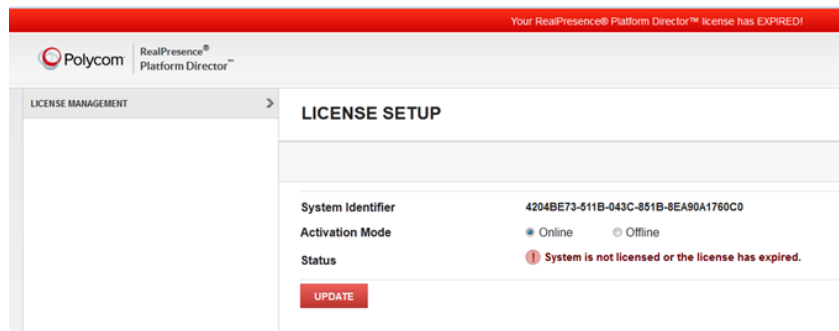 Your RealPresence® Platform Director™ license has EXPIRED!
Polycom
RealPresence®
Platform Director™
LICENSE MANAGEMENT
LICENSE SETUP
System Identifier 4204BE73-511B-043C-851B-8EA90A1760C0
Activation Mode Online Offline
Status System is not licensed or the license has expired.
UPDATE